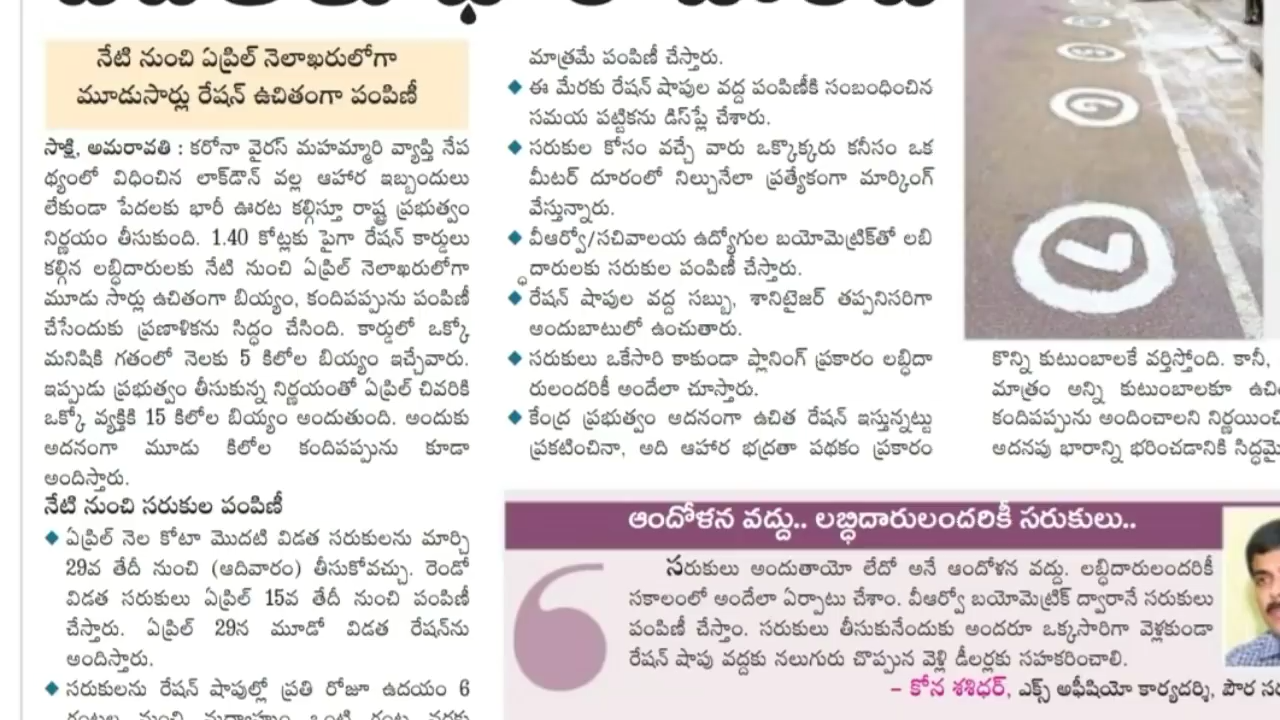 నేటి నుంచి ఏప్రిల్ నెలాఖరులోగా
మూడుసార్లు రేషన్ ఉచితంగా పంపిణీ
సాక్షి, అమరావతి : కరోనా వైరస్ మహమ్మారి వ్యాప్తి నేప
థ్యంలో విధించిన లాక్‌డౌన్ వల్ల ఆహార ఇబ్బందులు
లేకుండా పేదలకు భారీ ఊరట కల్గిస్తూ రాష్ట్ర ప్రభుత్వం
నిర్ణయం తీసుకుంది. 1.40 కోట్లకు పైగా రేషన్ కార్డులు
కల్గిన లబ్ధిదారులకు నేటి నుంచి ఏప్రిల్ నెలాఖరులోగా
మూడు సార్లు ఉచితంగా బియ్యం, కందిపప్పును పంపిణీ
చేసేందుకు ప్రణాళికను సిద్ధం చేసింది. కార్డులో ఒక్కో
మనిషికి గతంలో నెలకు 5 కిలోల బియ్యం ఇచ్చేవారు.
ఇప్పుడు ప్రభుత్వం తీసుకున్న నిర్ణయంతో ఏప్రిల్ చివరికి
ఒక్కో వ్యక్తికి 15 కిలోల బియ్యం అందుతుంది. అందుకు
అదనంగా మూడు కిలోల కందిపప్పును కూడా
అందిస్తారు.
నేటి నుంచి సరుకుల పంపిణీ
◆ ఏప్రిల్ నెల కోటా మొదటి విడత సరుకులను మార్చి
29వ తేదీ నుంచి (ఆదివారం) తీసుకోవచ్చు. రెండో
విడత సరుకులు ఏప్రిల్ 15వ తేదీ నుంచి పంపిణీ
చేస్తారు. ఏప్రిల్ 29న మూడో విడత రేషన్‌ను
అందిస్తారు.
◆ సరుకులను రేషన్ షాపుల్లో ప్రతి రోజూ ఉదయం 6
మాత్రమే పంపిణీ చేస్తారు.
◆ ఈ మేరకు రేషన్ షాపుల వద్ద పంపిణీకి సంబంధించిన
సమయ పట్టికను డిస్‌ప్లే చేశారు.
◆ సరుకుల కోసం వచ్చే వారు ఒక్కొక్కరు కనీసం ఒక
మీటర్ దూరంలో నిల్చునేలా ప్రత్యేకంగా మార్కింగ్
వేస్తున్నారు.
◆ వీఆర్వో/సచివాలయ ఉద్యోగుల బయోమెట్రిక్‌తో లబి
్ధదారులకు సరుకుల పంపిణీ చేస్తారు.
◆ రేషన్ షాపుల వద్ద సబ్బు, శానిటైజర్ తప్పనిసరిగా
అందుబాటులో ఉంచుతారు.
◆ సరుకులు ఒకేసారి కాకుండా ప్లానింగ్ ప్రకారం లబ్ధిదా
రులందరికీ అందేలా చూస్తారు.
◆ కేంద్ర ప్రభుత్వం అదనంగా ఉచిత రేషన్ ఇస్తున్నట్టు
ప్రకటించినా, అది ఆహార భద్రతా పథకం ప్రకారం
కొన్ని కుటుంబాలకే వర్తిస్తోంది. కానీ,
మాత్రం అన్ని కుటుంబాలకూ
కందిపప్పును అందించాలని
అదనపు భారాన్ని భరించడానికి
ఆందోళన వద్దు.. లబ్ధిదారులందరికీ సరుకులు..
సరుకులు అందుతాయో లేదో అనే ఆందోళన వద్దు. లబ్ధిదారులందరికీ
సకాలంలో అందేలా ఏర్పాటు చేశాం. వీఆర్వో బయోమెట్రిక్ ద్వారానే సరుకులు
పంపిణీ చేస్తాం. సరుకులు తీసుకునేందుకు అందరూ ఒక్కసారిగా వెళ్లకుండా
రేషన్ షాపు వద్దకు నలుగురు చొప్పున వెళ్లి డీలర్లకు సహకరించాలి.
– కోన శశిధర్, ఎక్స్ అఫీషియో కార్యదర్శి, పౌర